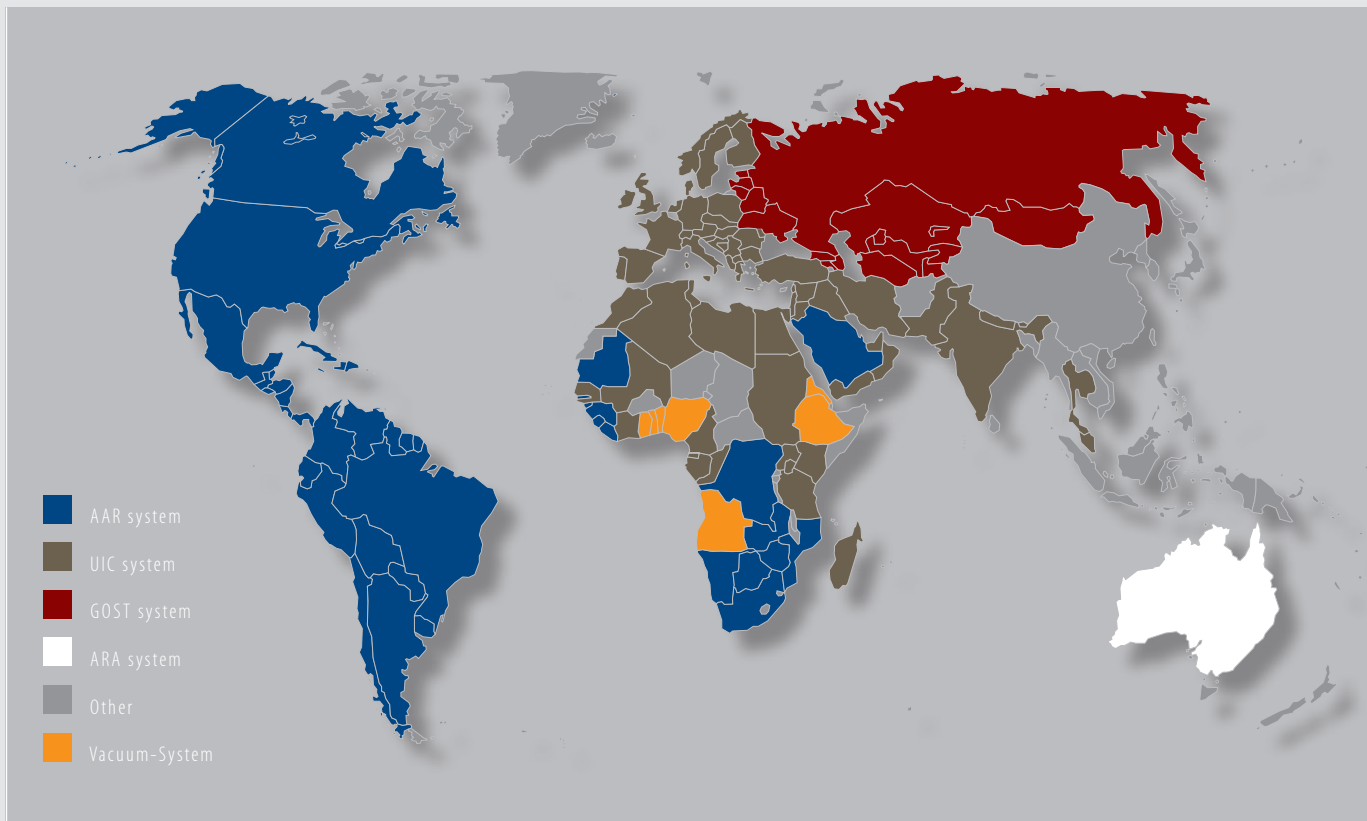 AAR system
UIC system
GOST system
ARA system
Other
Vacuum-System